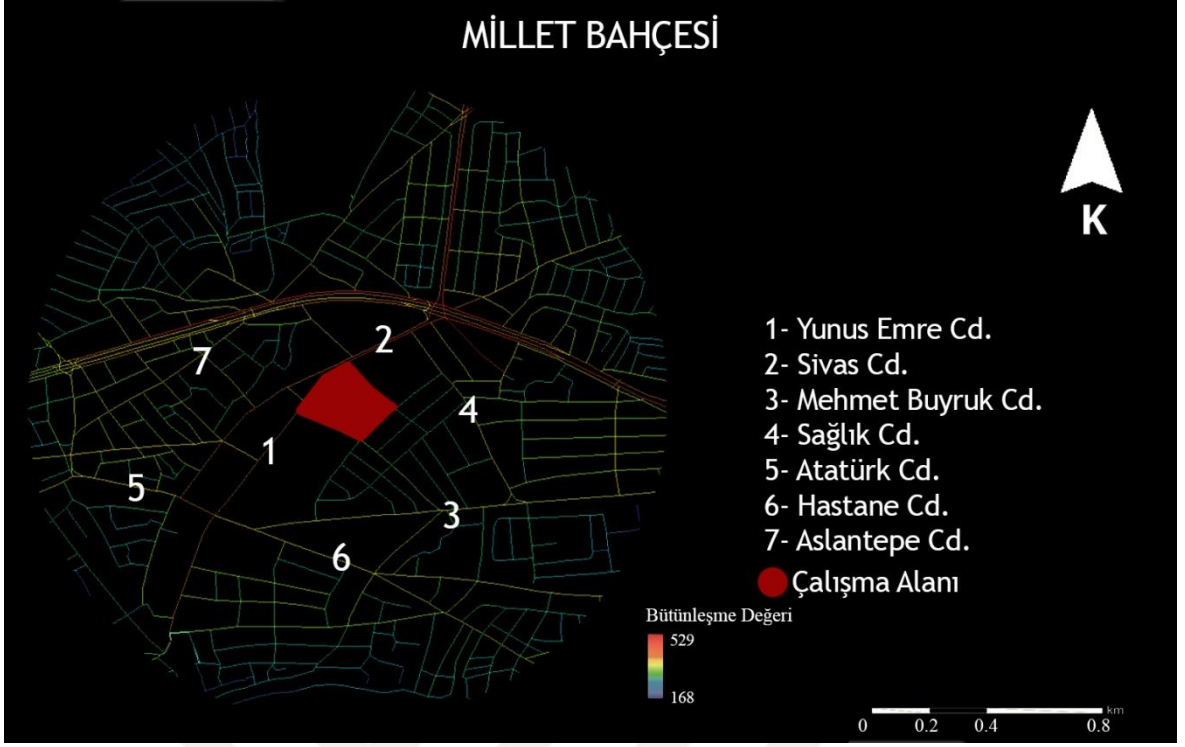 MİLLET BAHÇESİ
K
2
7
4
1
5
3
6
1- Yunus Emre Cd.
2- Sivas Cd.
3- Mehmet Buyruk Cd.
4- Sağlık Cd.
5- Atatürk Cd.
6- Hastane Cd.
7- Aslantepe Cd.
Çalışma Alanı
Bütünleşme Değeri
529
168
km
0 0.2 0.4 0.8